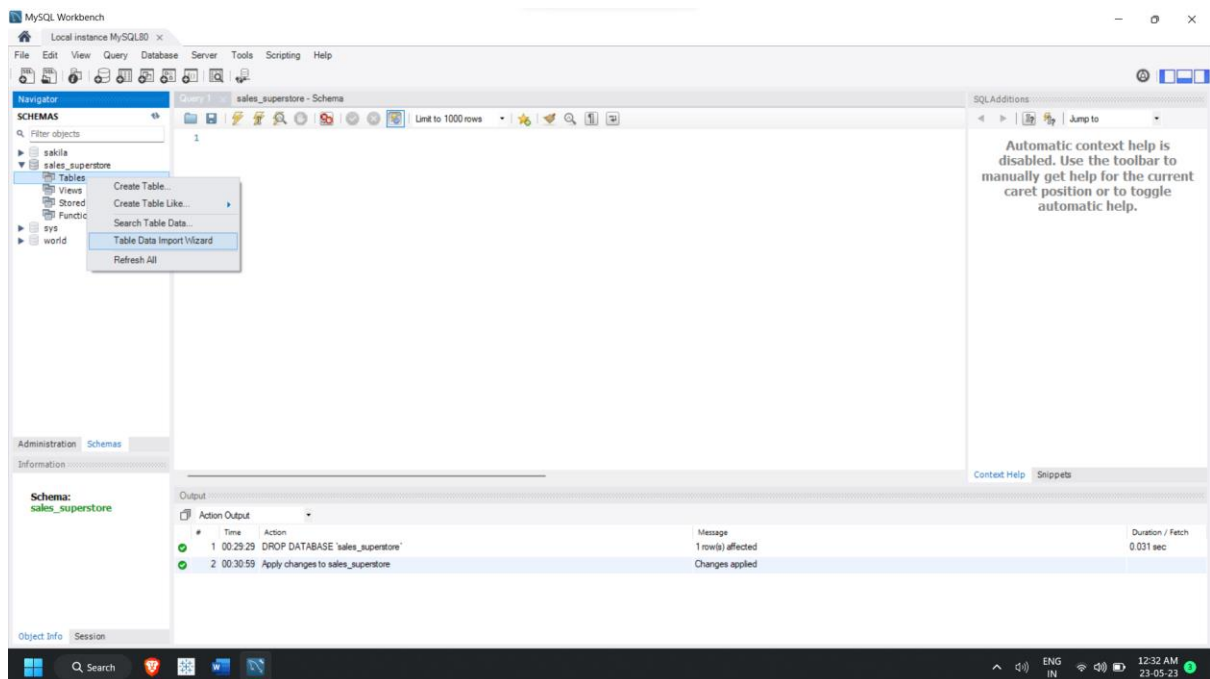 MySQL Workbench
Local instance MySQL80
File Edit View Query Database Server Tools Scripting Help
Navigator
SCHEMAS
Filter objects
sakila
sales_superstore
Tables
Views
Stored
Functio
sys
world
Create Table...
Create Table Like...
Search Table Data...
Table Data Import Wizard
Refresh All
Administration Schemas
Information
Schema:
sales_superstore
Object Info Session
Query 1 sales_superstore - Schema
Limit to 1000 rows
1
SQLAdditions
Jump to
Automatic context help is
disabled. Use the toolbar to
manually get help for the current
caret position or to toggle
automatic help.
Context Help Snippets
Output
Action Output
# Time Action Message Duration / Fetch
1 00:29:29 DROP DATABASE `sales_superstore` 1 row(s) affected 0.031 sec
2 00:30:59 Apply changes to sales_superstore Changes applied
Search
W
ENG
IN
12:32 AM
23-05-23